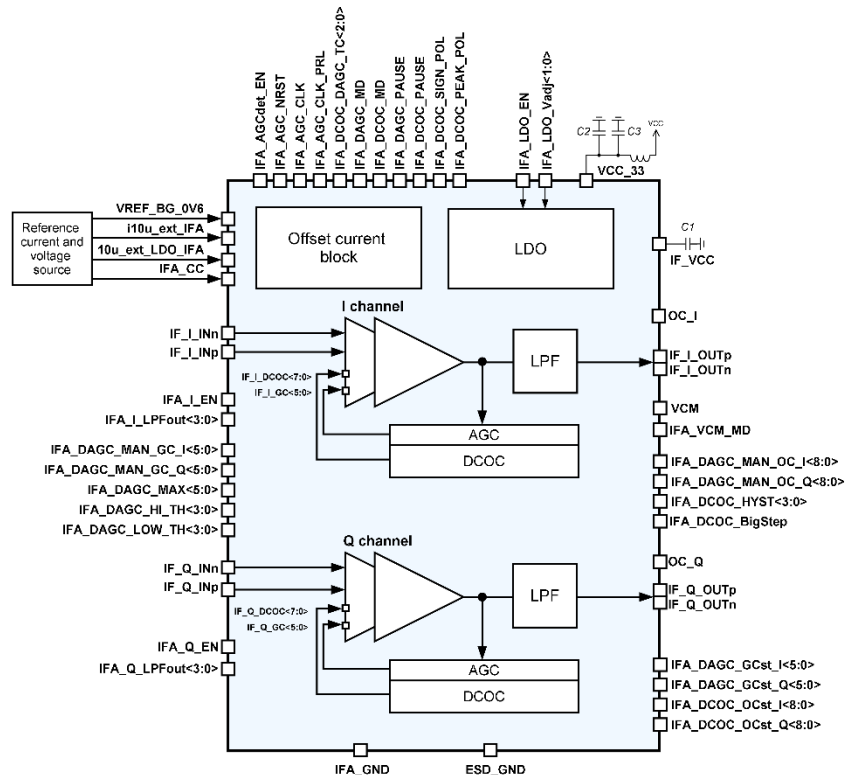 IFA_AGCdet_EN
IFA_AGC_NRST
IFA_AGC_CLK
IFA_AGC_CLK_PRL
IFA_DCOC_DAGC_TC<2:0>
IFA_DAGC_MD
IFA_DCOC_MD
IFA_DAGC_PAUSE
IFA_DCOC_PAUSE
IFA_DCOC_SIGN_POL
IFA_DCOC_PEAK_POL
IFA_LDO_EN
IFA_LDO_Vadj<1:0>
C2
C3
VCC
VCC_33
Reference
current and
voltage
source
VREF_BG_0V6
i10u_ext_IFA
10u_ext_LDO_IFA
IFA_CC
Offset current
block
LDO
C1
IF_VCC
I channel
OC_I
IF_I_INn
IF_I_INp
LPF
IF_I_OUTp
IF_I_OUTn
IF_I_DCOC<7:0>
IF_I_GC<5:0>
IFA_I_EN
IFA_I_LPFout<3:0>
VCM
IFA_VCM_MD
AGC
DCOC
IFA_DAGC_MAN_GC_I<5:0>
IFA_DAGC_MAN_GC_Q<5:0>
IFA_DAGC_MAX<5:0>
IFA_DAGC_HI_TH<3:0>
IFA_DAGC_LOW_TH<3:0>
IFA_DAGC_MAN_OC_I<8:0>
IFA_DAGC_MAN_OC_Q<8:0>
IFA_DCOC_HYST<3:0>
IFA_DCOC_BigStep
Q channel
OC_Q
IF_Q_INn
IF_Q_INp
LPF
IF_Q_OUTp
IF_Q_OUTn
IF_Q_DCOC<7:0>
IF_Q_GC<5:0>
IFA_Q_EN
IFA_Q_LPFout<3:0>
AGC
DCOC
IFA_DAGC_GCst_I<5:0>
IFA_DAGC_GCst_Q<5:0>
IFA_DCOC_OCst_I<8:0>
IFA_DCOC_OCst_Q<8:0>
IFA_GND
ESD_GND